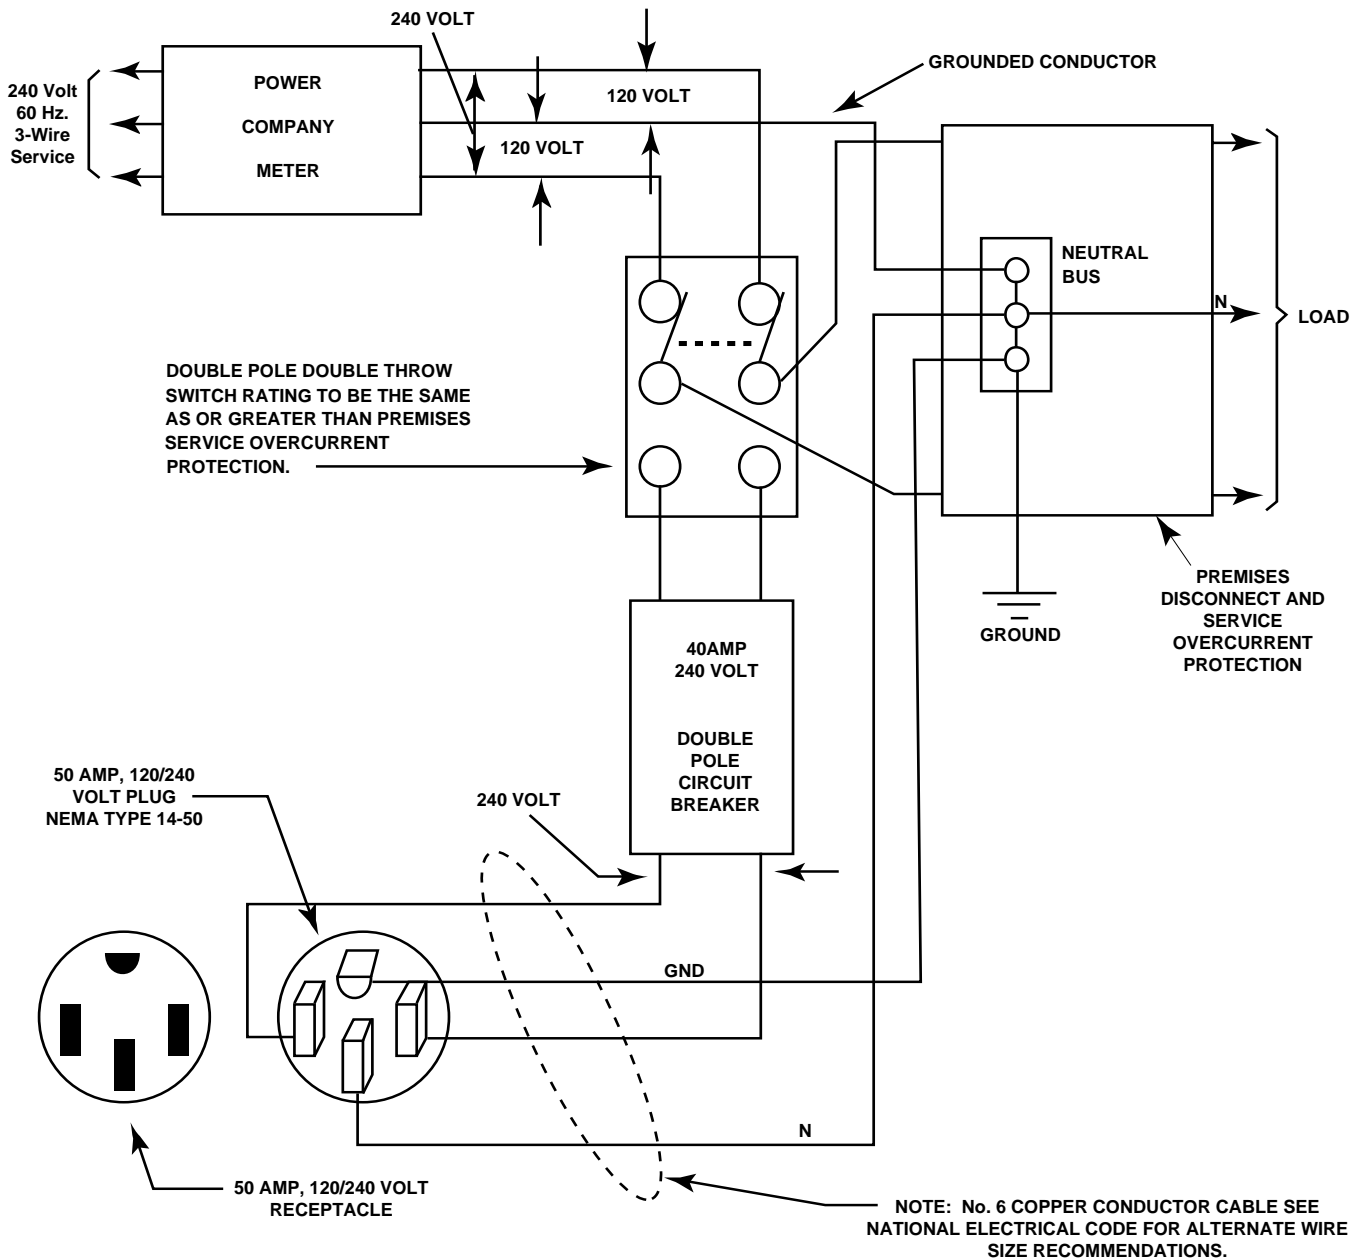 240 VOLT
GROUNDED CONDUCTOR
240 Volt
60 Hz.
3-Wire
Service
POWER
COMPANY
METER
120 VOLT
120 VOLT
NEUTRAL
BUS
N
LOAD
DOUBLE POLE DOUBLE THROW
SWITCH RATING TO BE THE SAME
AS OR GREATER THAN PREMISES
SERVICE OVERCURRENT
PROTECTION.
GROUND
PREMISES
DISCONNECT AND
SERVICE
OVERCURRENT
PROTECTION
40AMP
240 VOLT
DOUBLE
POLE
CIRCUIT
BREAKER
50 AMP, 120/240
VOLT PLUG
NEMA TYPE 14-50
240 VOLT
GND
N
50 AMP, 120/240 VOLT
RECEPTACLE
NOTE: No. 6 COPPER CONDUCTOR CABLE SEE
NATIONAL ELECTRICAL CODE FOR ALTERNATE WIRE
SIZE RECOMMENDATIONS.